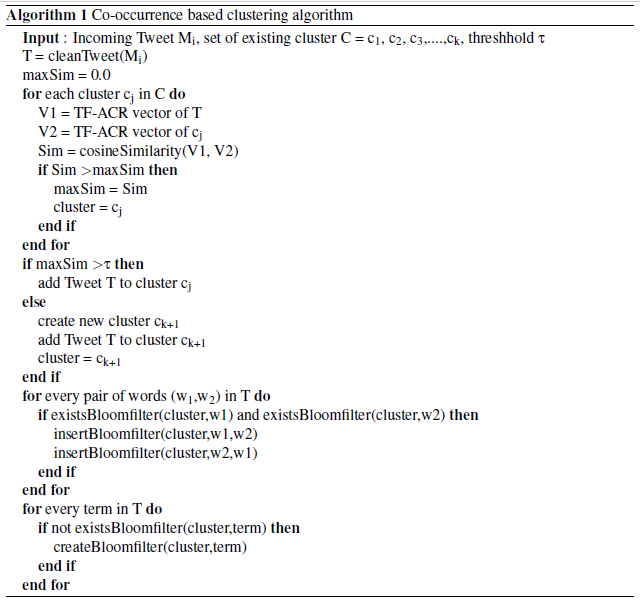 Algorithm 1 Co-occurrence based clustering algorithm
Input : Incoming Tweet Mi, set of existing cluster C = c1, c2, c3,....,ck, threshhold τ
T = cleanTweet(Mi)
maxSim = 0.0
for each cluster cj in C do
V1 = TF-ACR vector of T
V2 = TF-ACR vector of cj
Sim = cosineSimilarity(V1, V2)
if Sim >maxSim then
maxSim = Sim
cluster = cj
end if
end for
if maxSim >τ then
add Tweet T to cluster cj
else
create new cluster ck+1
add Tweet T to cluster ck+1
cluster = ck+1
end if
for every pair of words (w1,w2) in T do
if existsBloomfilter(cluster,w1) and existsBloomfilter(cluster,w2) then
insertBloomfilter(cluster,w1,w2)
insertBloomfilter(cluster,w2,w1)
end if
end for
for every term in T do
if not existsBloomfilter(cluster,term) then
createBloomfilter(cluster,term)
end if
end for